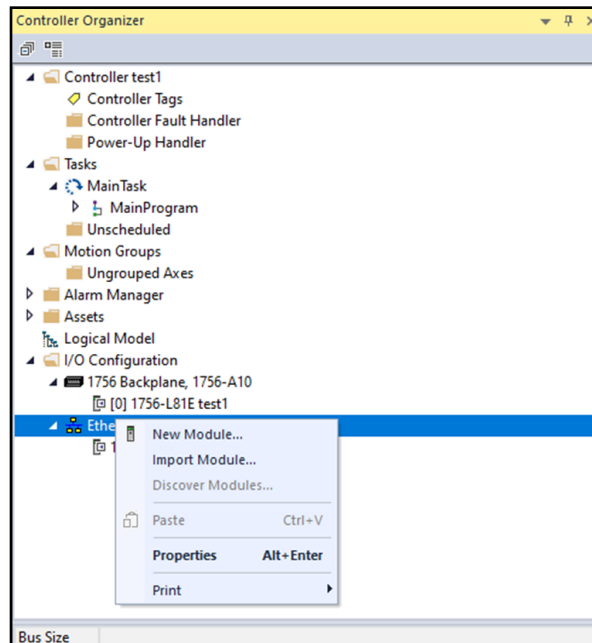 Controller Organizer
Controller test1
Controller Tags
Controller Fault Handler
Power-Up Handler
Tasks
MainTask
MainProgram
Unscheduled
Motion Groups
Ungrouped Axes
Alarm Manager
Assets
Logical Model
I/O Configuration
1756 Backplane, 1756-A10
[0] 1756-L81E test1
Ethe
1
New Module...
Import Module...
Discover Modules...
Paste Ctrl+V
Properties Alt+Enter
Print
Bus Size